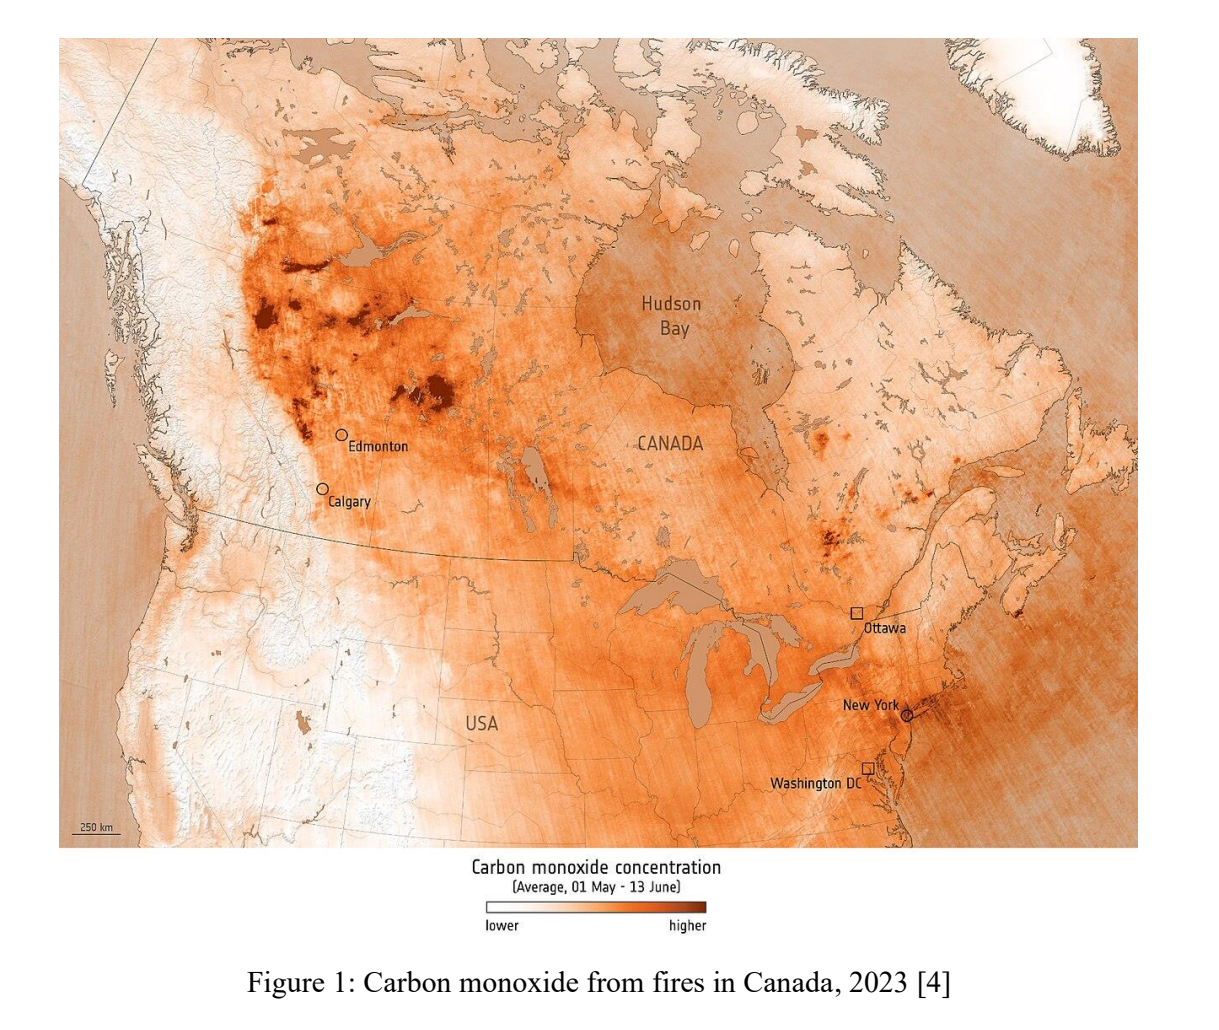 Hudson
Bay
CANADA
Edmonton
Calgary
Ottawa
New York
USA
Washington DC
250 km
Carbon monoxide concentration
(Average, 01 May - 13 June)
lower higher
Figure 1: Carbon monoxide from fires in Canada, 2023 [4]